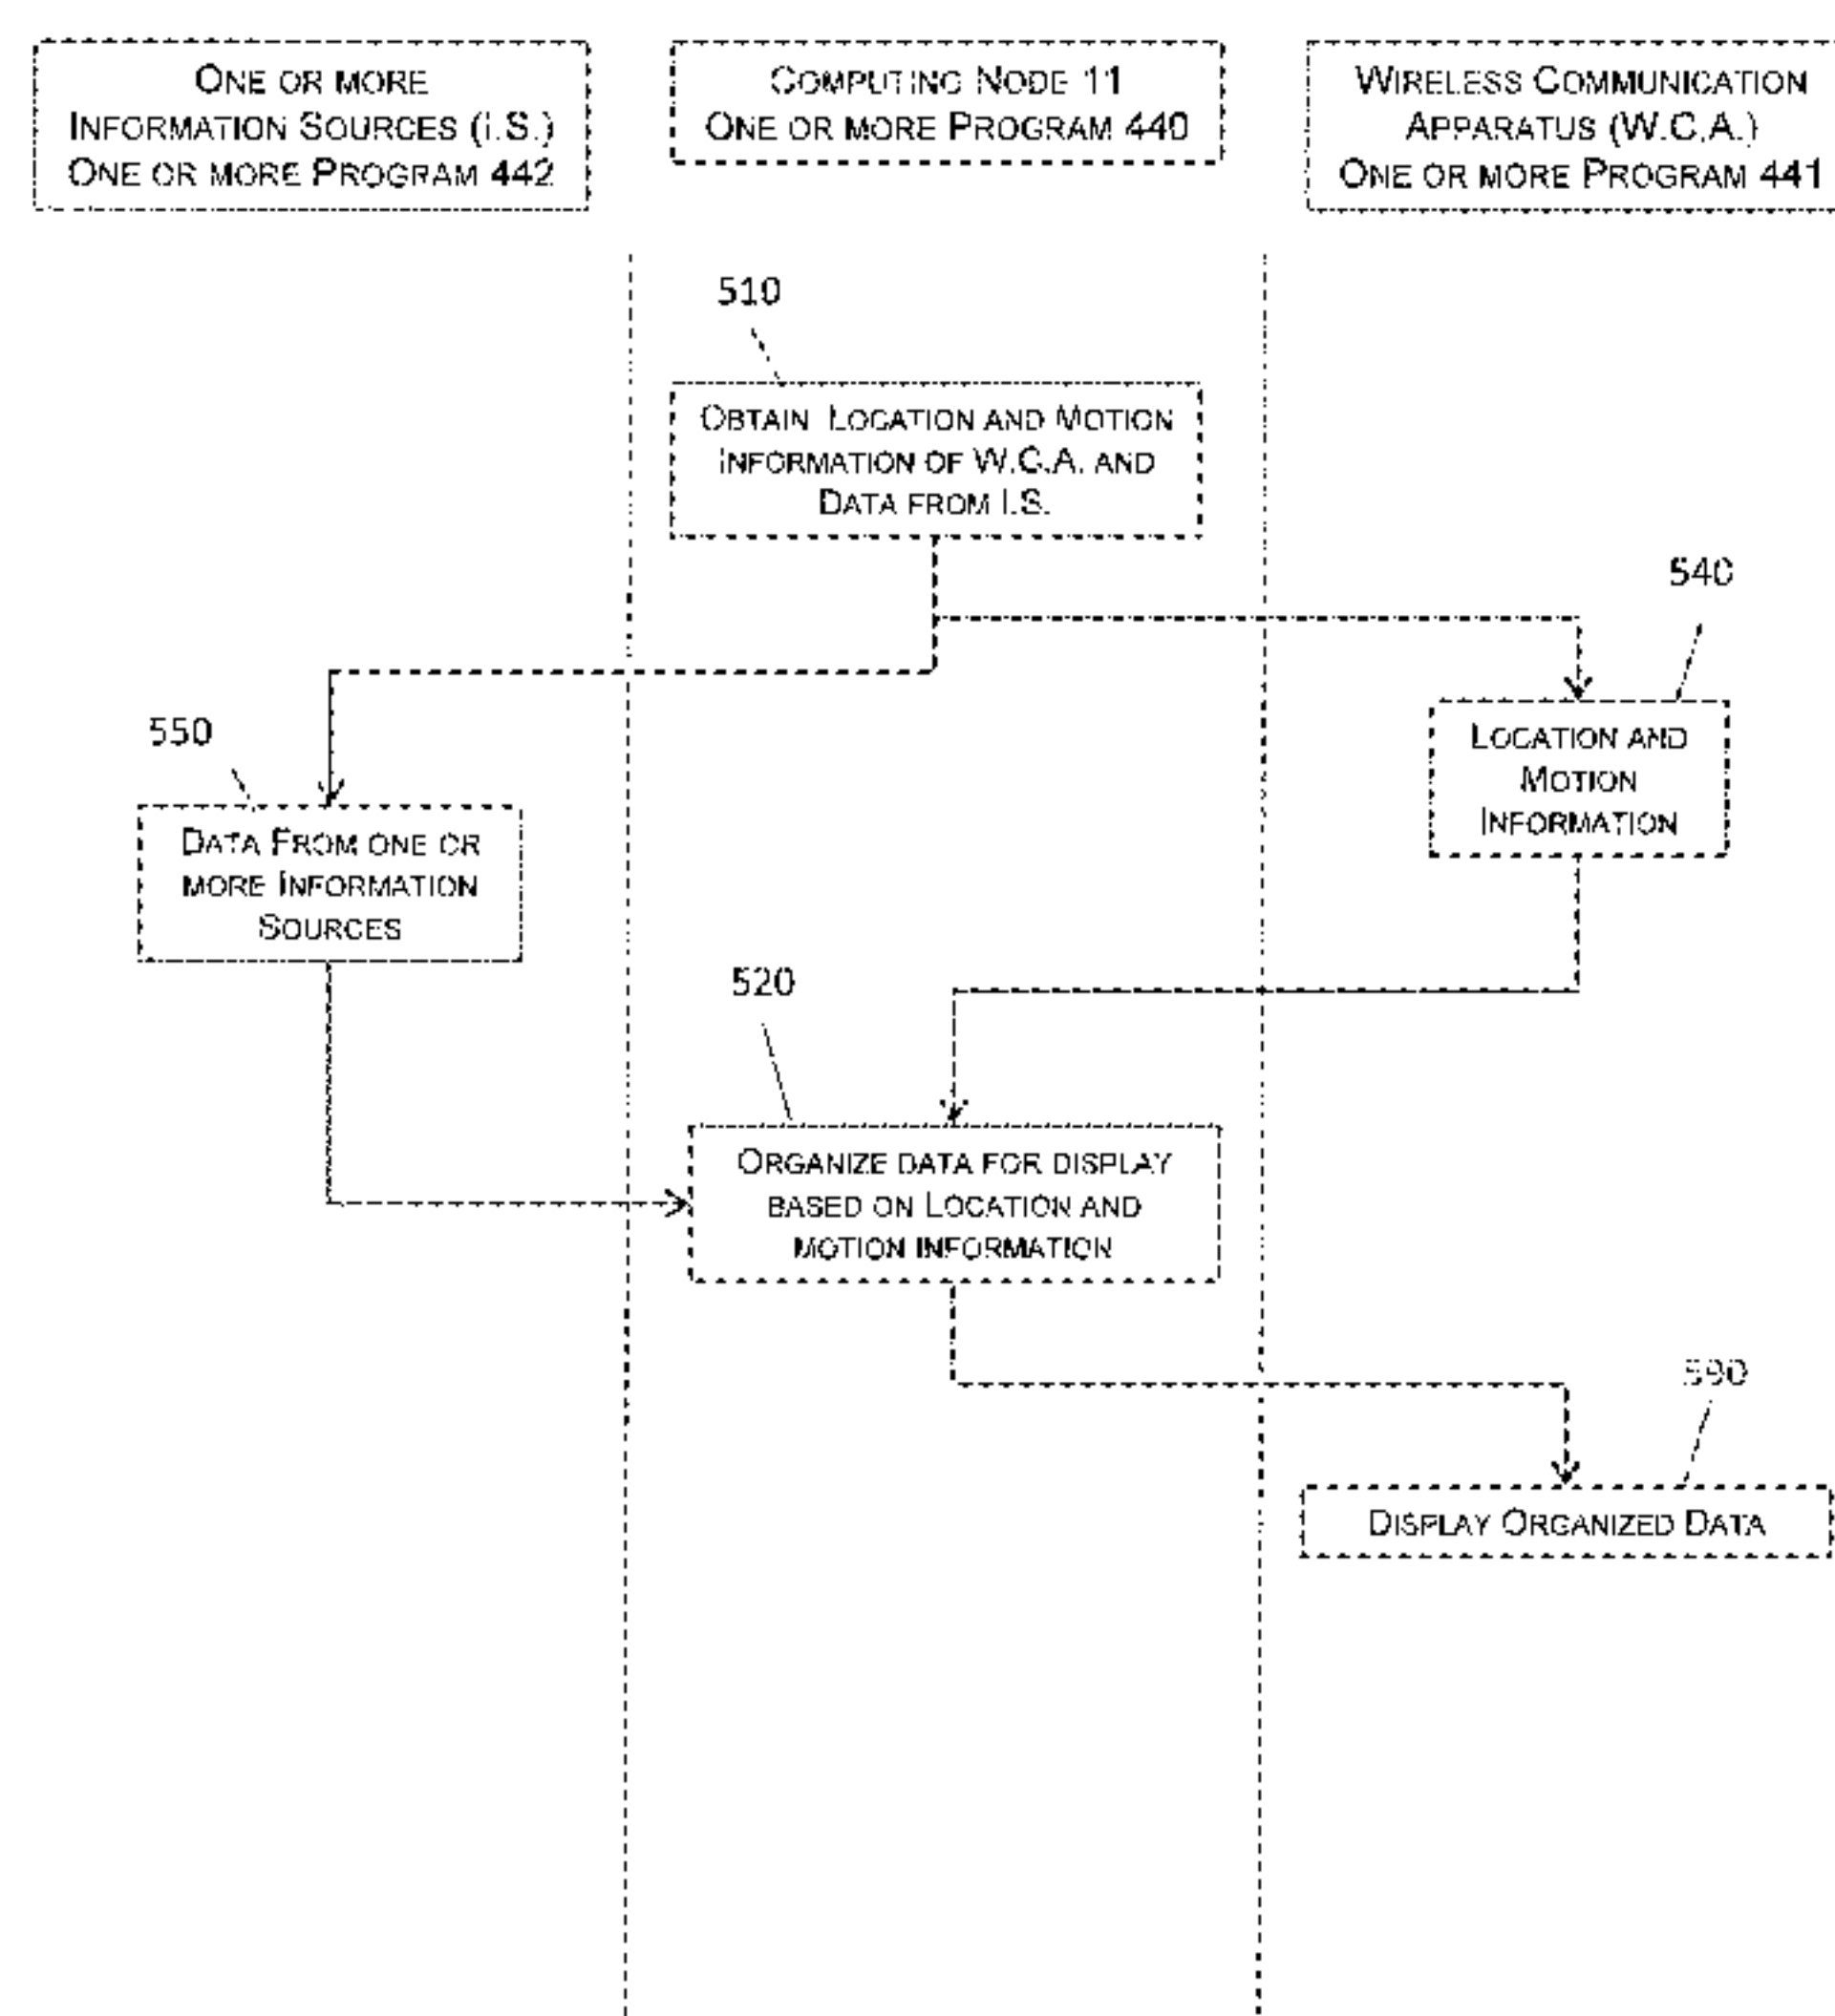 One or more
Information Sources (I.S.)
One or more Program 442
Computing Node 11
One or more Program 440
Wireless Communication
Apparatus (W.C.A.)
One or more Program 441
510
Obtain Location and Motion
Information of W.C.A. and
Data from I.S.
540
Location and
Motion
Information
550
Data From one or
more Information
Sources
520
Organize data for display
based on Location and
motion information
590
Display Organized Data